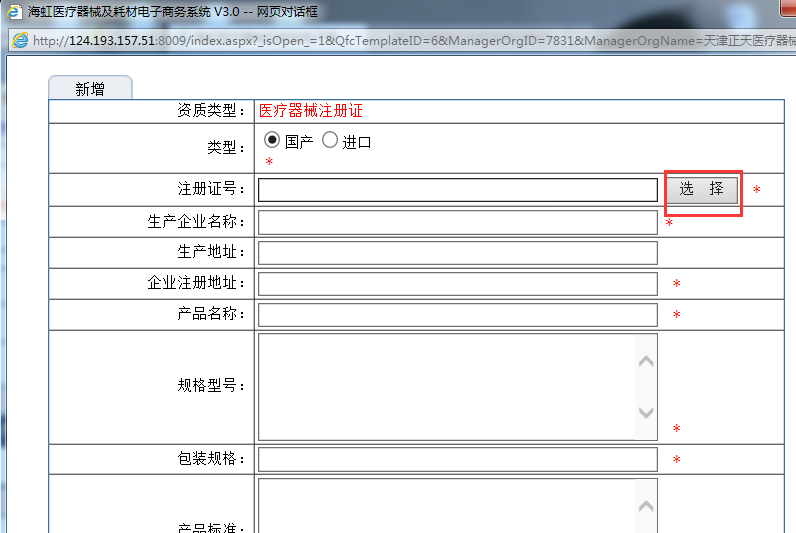 海虹医疗器械及耗材电子商务系统 V3.0 -- 网页对话框
http://124.193.157.51:8009/index.aspx?_isOpen_=1&QfcTemplateID=6&ManagerOrgID=7831&ManagerOrgName=天津正天医疗器械
新增
资质类型： 医疗器械注册证
类型： 国产 进口
*
注册证号： 选 择 *
生产企业名称： *
生产地址：
企业注册地址： *
产品名称： *
规格型号： *
包装规格： *
产品标准：